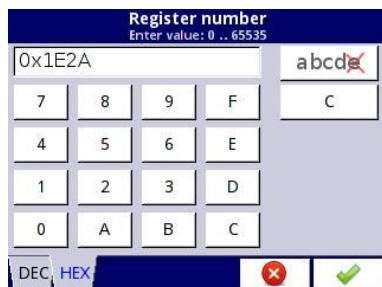 Register number
Enter value: 0 .. 65535
0x1E2A
abcde
7 8 9 F C
4 5 6 E
1 2 3 D
0 A B C
DEC HEX